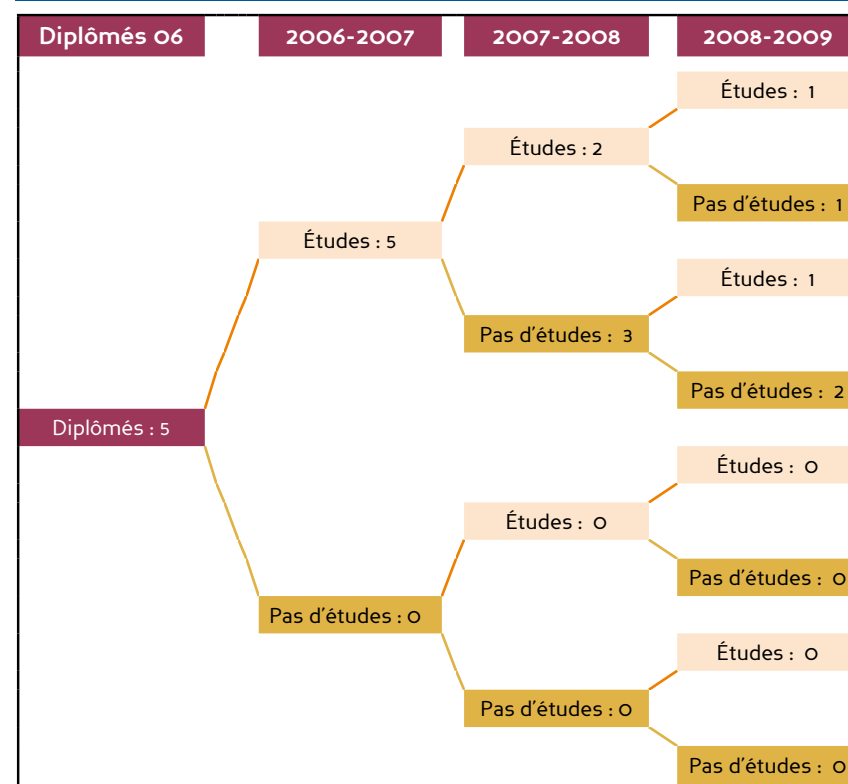 Diplômés 06 2006-2007 2007-2008 2008-2009
Études : 1
Études : 2
Pas d'études : 1
Études : 5
Études : 1
Pas d'études : 3
Pas d'études : 2
Diplômés : 5
Études : 0
Études : 0
Pas d'études : 0
Pas d'études : 0
Études : 0
Pas d'études : 0
Pas d'études : 0